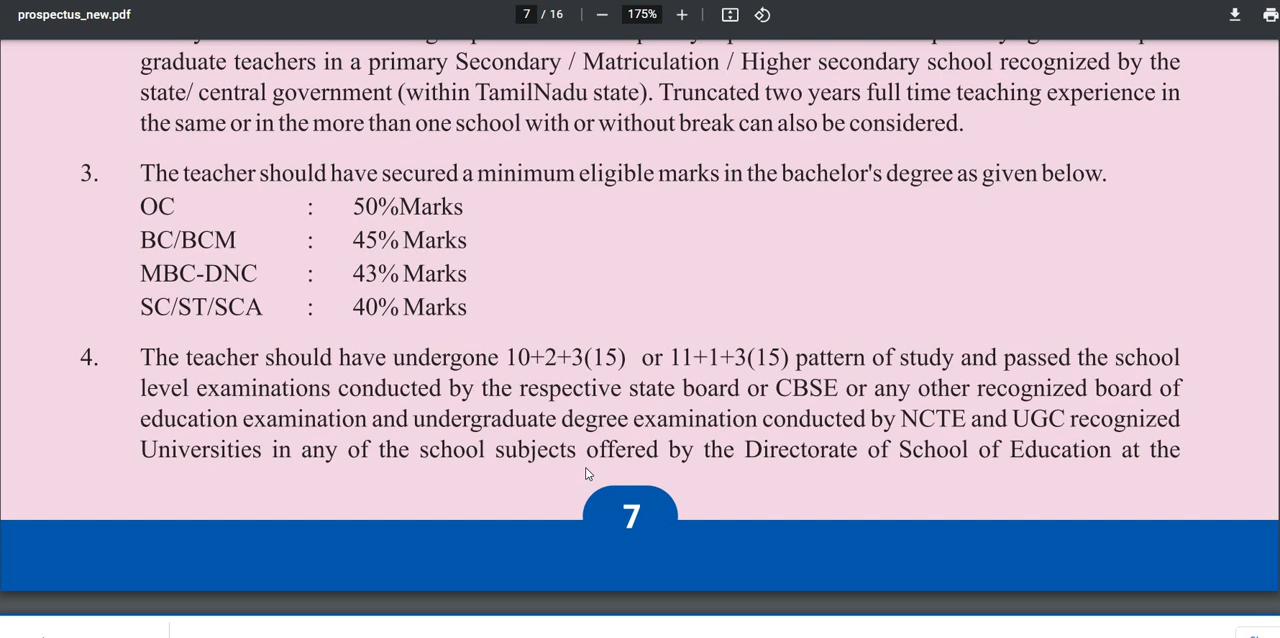 prospectus_new.pdf 7 / 16 175%
graduate teachers in a primary Secondary / Matriculation / Higher secondary school recognized by the
state/ central government (within TamilNadu state). Truncated two years full time teaching experience in
the same or in the more than one school with or without break can also be considered.
3. The teacher should have secured a minimum eligible marks in the bachelor's degree as given below.
OC : 50%Marks
BC/BCM : 45% Marks
MBC-DNC : 43% Marks
SC/ST/SCA : 40% Marks
4. The teacher should have undergone 10+2+3(15) or 11+1+3(15) pattern of study and passed the school
level examinations conducted by the respective state board or CBSE or any other recognized board of
education examination and undergraduate degree examination conducted by NCTE and UGC recognized
Universities in any of the school subjects offered by the Directorate of School of Education at the
7